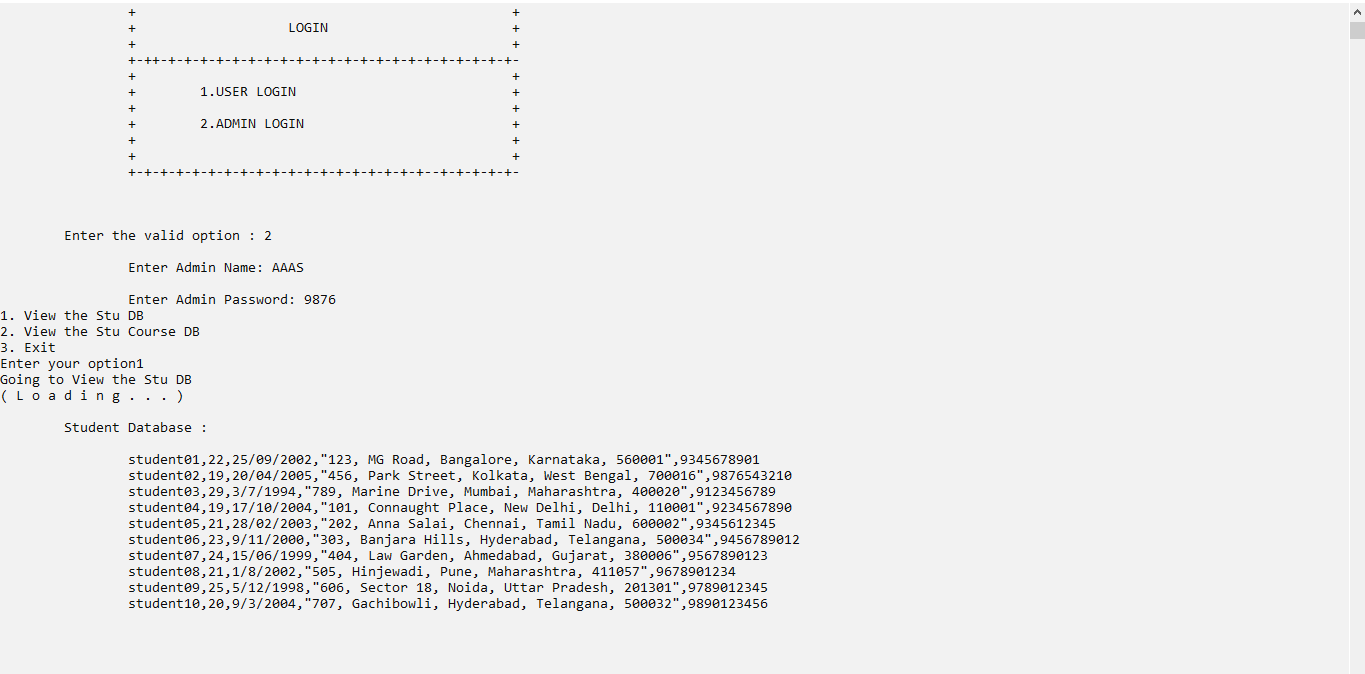 + +
+ LOGIN +
+ +
+-++-+-+-+-+-+-+-+-+-+-+-+-+-+-+-+-+-+-+-+-+-+-+-
+ +
+ 1.USER LOGIN +
+ +
+ 2.ADMIN LOGIN +
+ +
+ +
+-+-+-+-+-+-+-+-+-+-+-+-+-+-+-+-+-+-+--+-+-+-+-+-
Enter the valid option : 2
Enter Admin Name: AAAS
Enter Admin Password: 9876
1. View the Stu DB
2. View the Stu Course DB
3. Exit
Enter your option1
Going to View the Stu DB
( L o a d i n g . . . )
Student Database :
student01,22,25/09/2002,"123, MG Road, Bangalore, Karnataka, 560001",9345678901
student02,19,20/04/2005,"456, Park Street, Kolkata, West Bengal, 700016",9876543210
student03,29,3/7/1994,"789, Marine Drive, Mumbai, Maharashtra, 400020",9123456789
student04,19,17/10/2004,"101, Connaught Place, New Delhi, Delhi, 110001",9234567890
student05,21,28/02/2003,"202, Anna Salai, Chennai, Tamil Nadu, 600002",9345612345
student06,23,9/11/2000,"303, Banjara Hills, Hyderabad, Telangana, 500034",9456789012
student07,24,15/06/1999,"404, Law Garden, Ahmedabad, Gujarat, 380006",9567890123
student08,21,1/8/2002,"505, Hinjewadi, Pune, Maharashtra, 411057",9678901234
student09,25,5/12/1998,"606, Sector 18, Noida, Uttar Pradesh, 201301",9789012345
student10,20,9/3/2004,"707, Gachibowli, Hyderabad, Telangana, 500032",9890123456